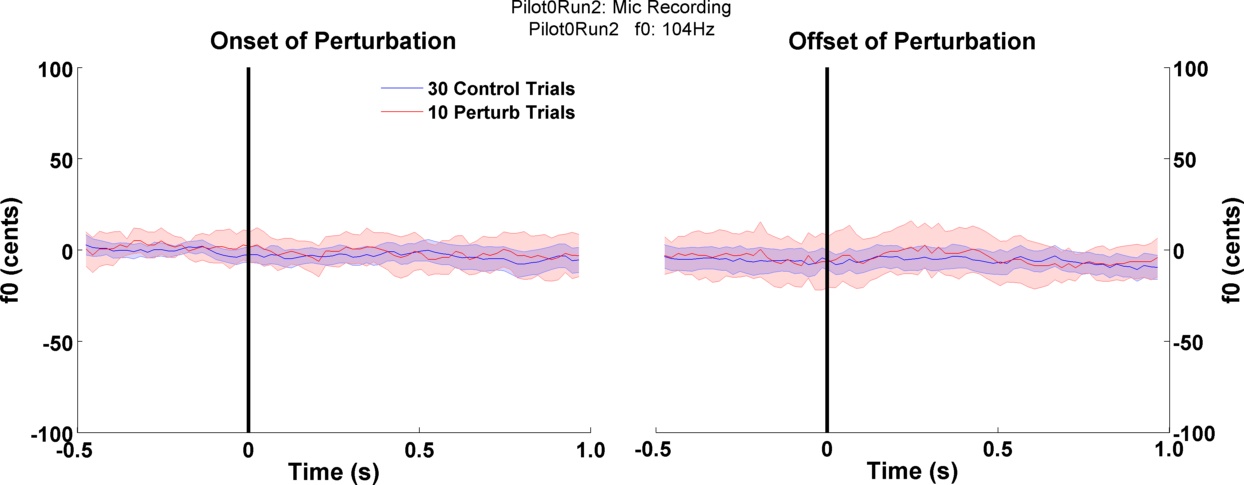 Pilot0Run2: Mic Recording
Pilot0Run2 f0: 104Hz
Onset of Perturbation
Offset of Perturbation
100
50
0
-50
-100
f0 (cents)
30 Control Trials
10 Perturb Trials
-0.5
0
0.5
1.0
Time (s)
-0.5
0
0.5
1.0
Time (s)
100
50
0
-50
-100
f0 (cents)